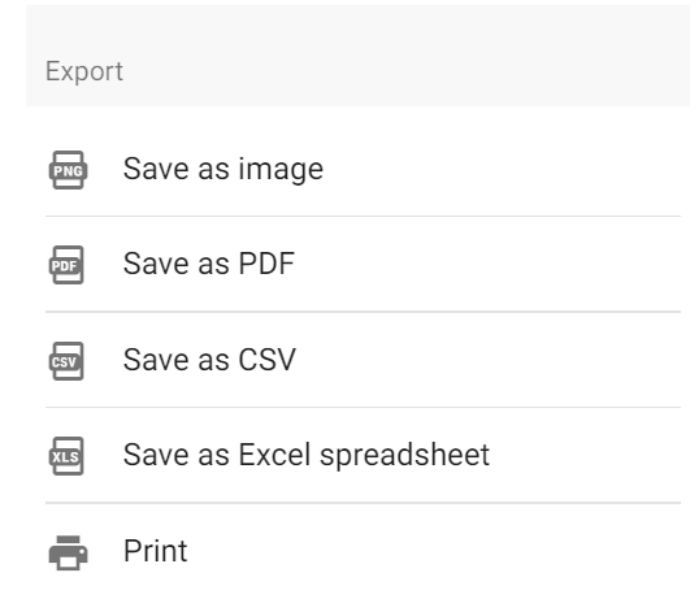 Export
PNG Save as image
PDF Save as PDF
CSV Save as CSV
XLS Save as Excel spreadsheet
Print